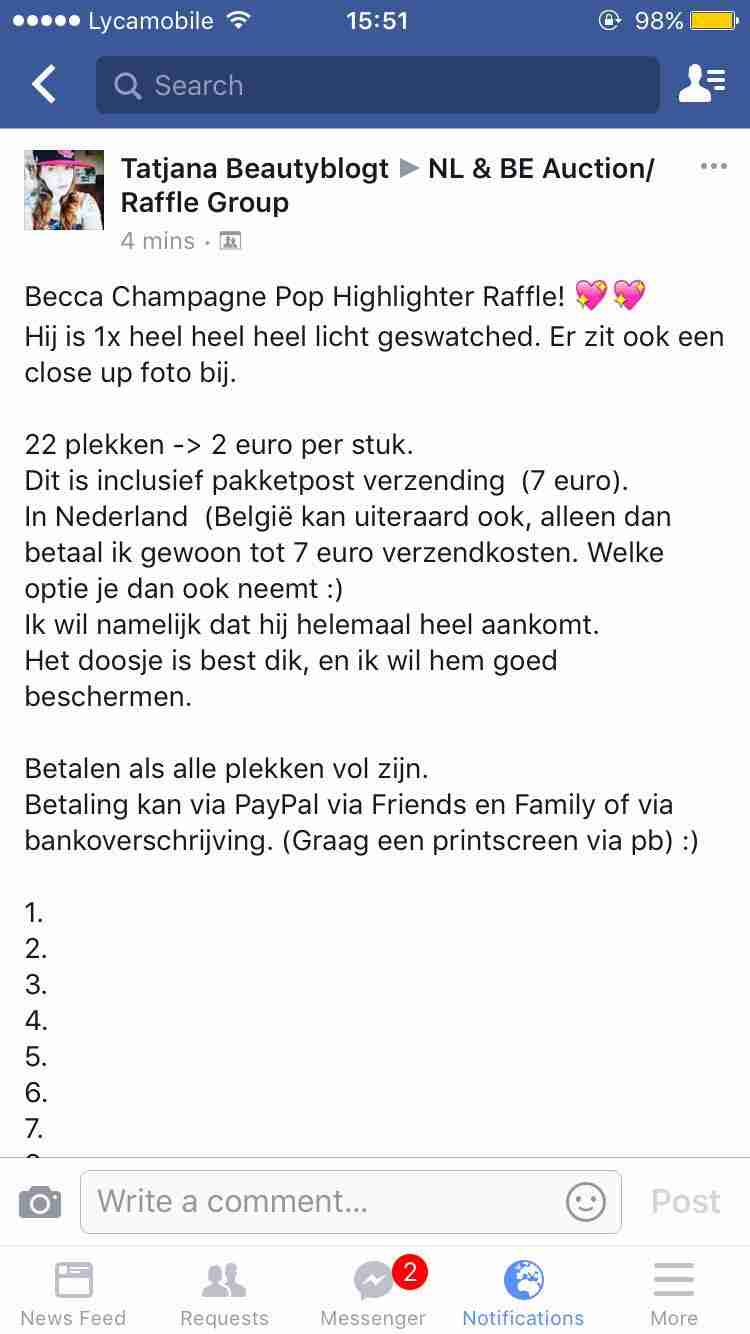 Lycamobile 15:51 98%
Search
Tatjana Beautyblogt ▶ NL & BE Auction/
Raffle Group
4 mins ·
Becca Champagne Pop Highlighter Raffle! 💖💖
Hij is 1x heel heel heel licht geswatched. Er zit ook een
close up foto bij.
22 plekken -> 2 euro per stuk.
Dit is inclusief pakketpost verzending  (7 euro).
In Nederland  (België kan uiteraard ook, alleen dan
betaal ik gewoon tot 7 euro verzendkosten. Welke
optie je dan ook neemt :)
Ik wil namelijk dat hij helemaal heel aankomt.
Het doosje is best dik, en ik wil hem goed
beschermen.
Betalen als alle plekken vol zijn.
Betaling kan via PayPal via Friends en Family of via
bankoverschrijving. (Graag een printscreen via pb) :)
1.
2.
3.
4.
5.
6.
7.
Write a comment... Post
2
News Feed Requests Messenger Notifications More